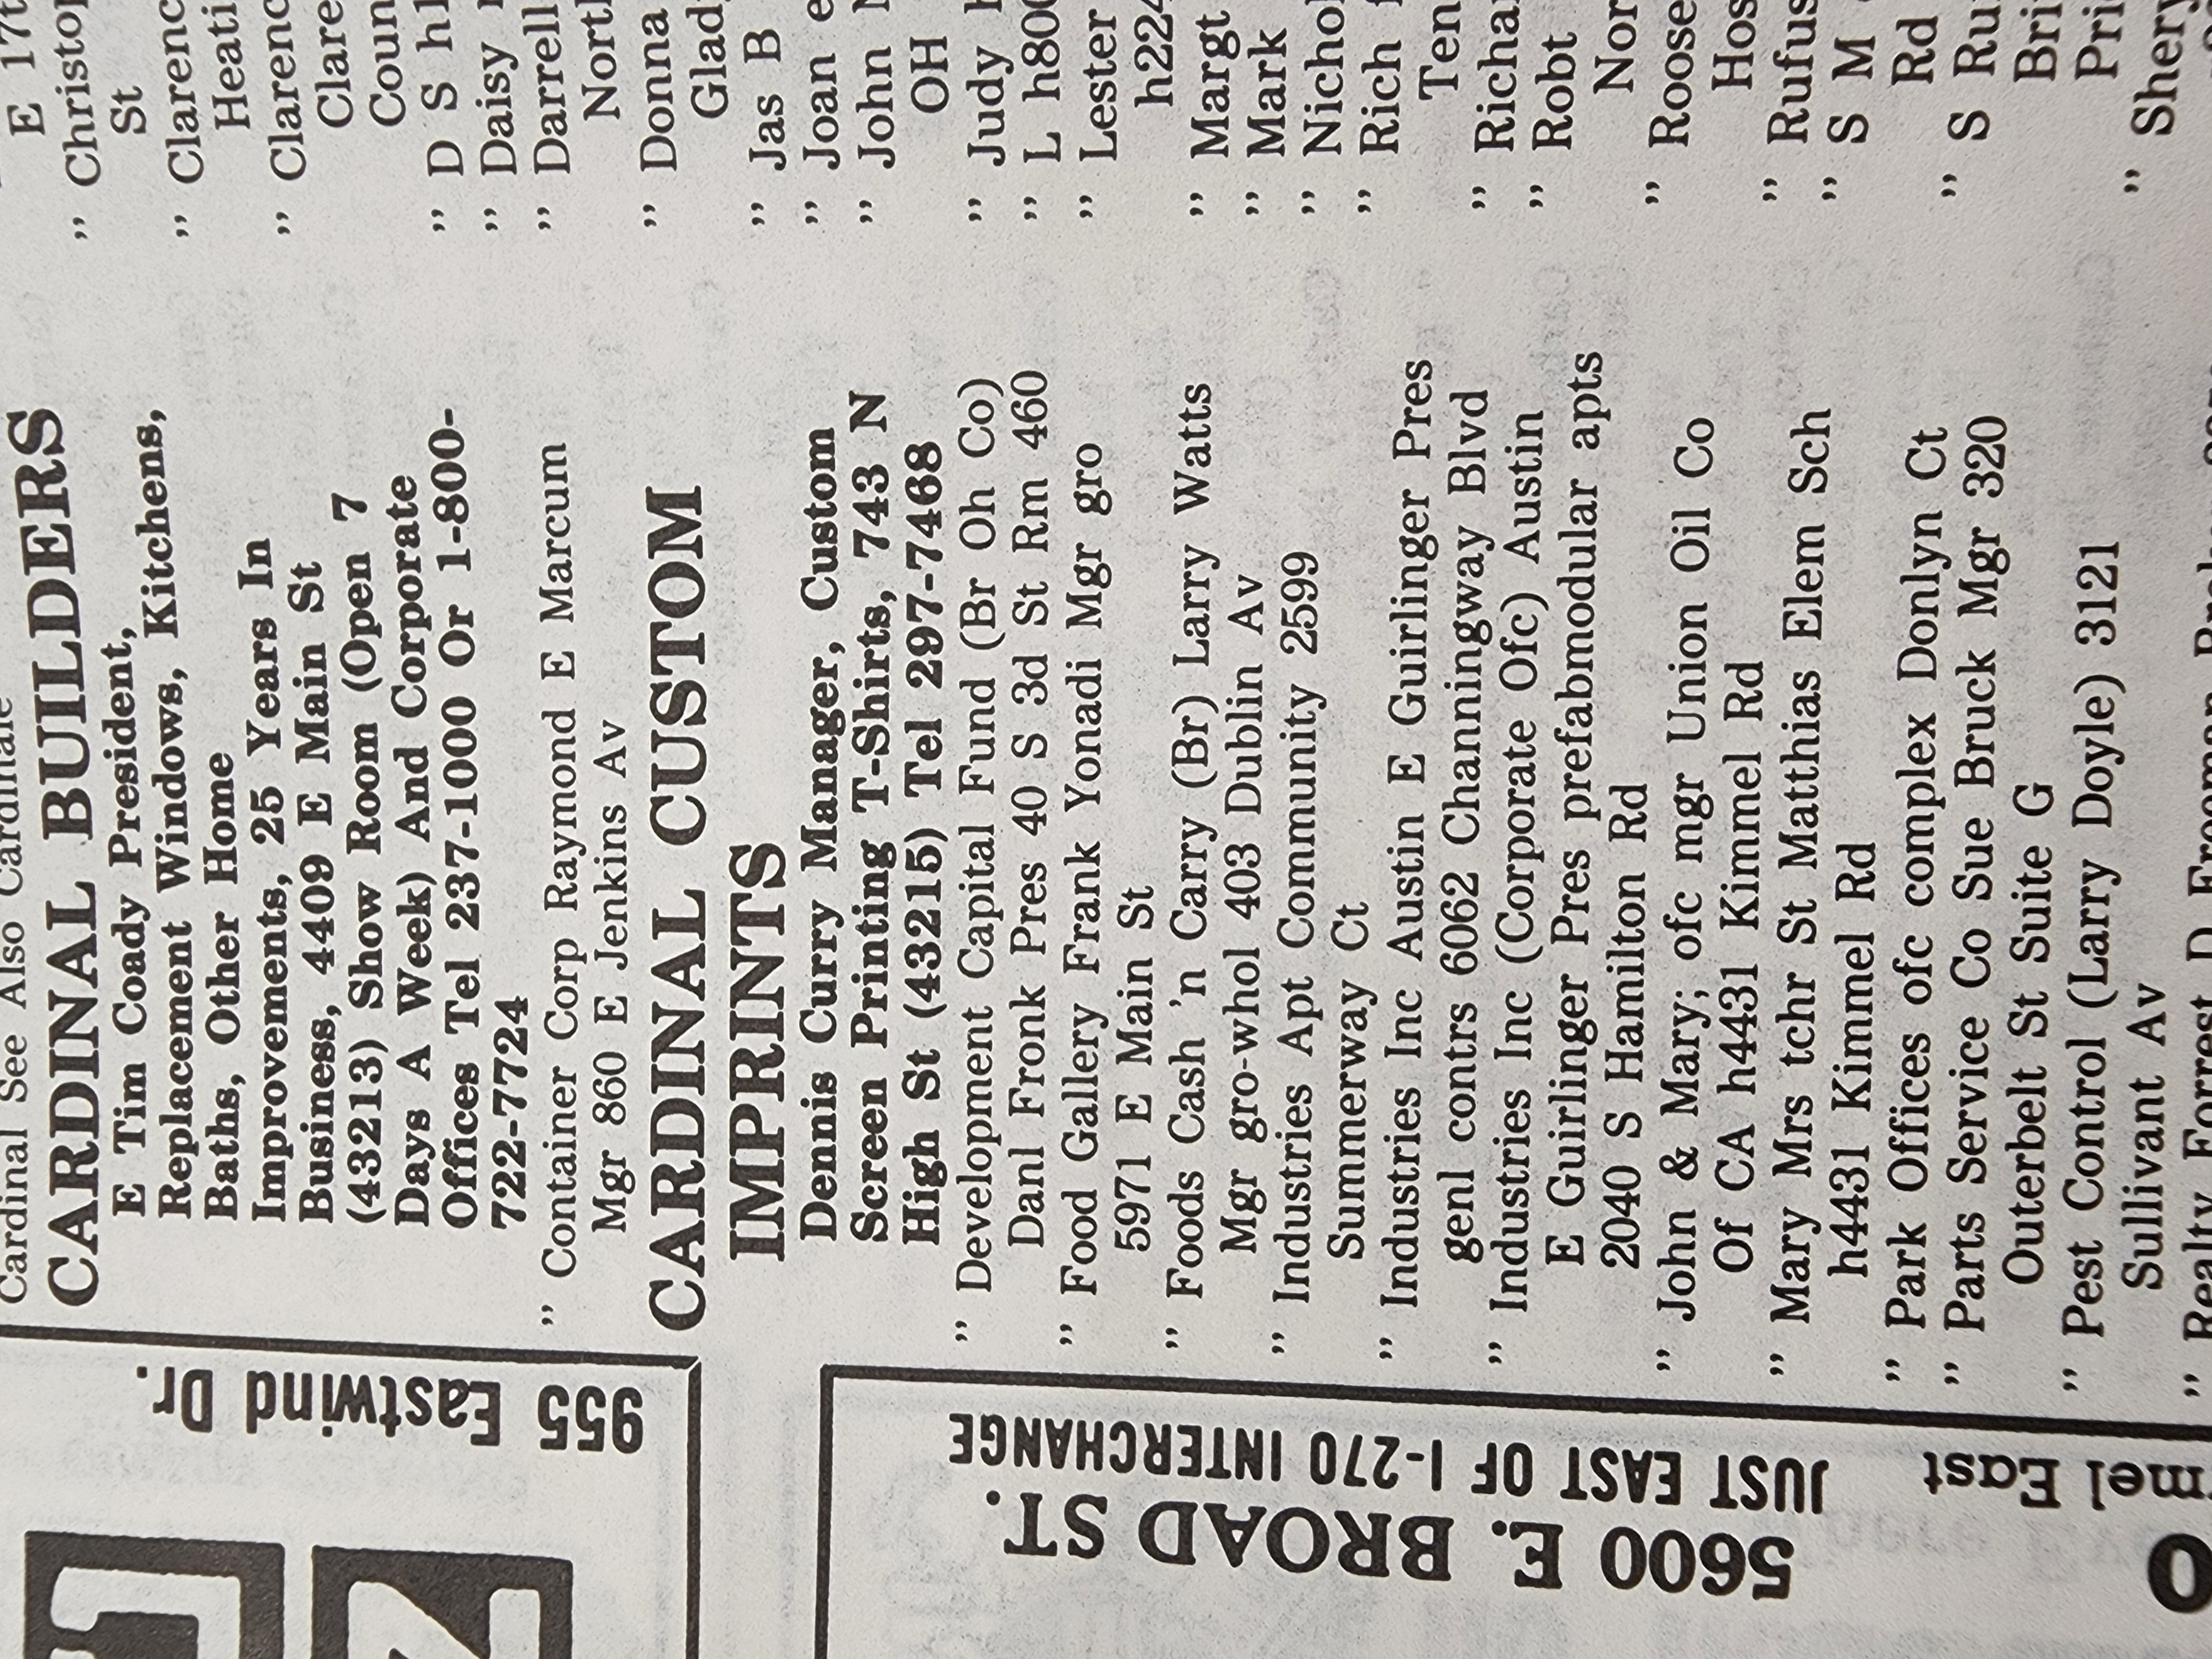 Cardinal See Also Cardinale
CARDINAL BUILDERS
E Tim Coady President,
Replacement Windows, Kitchens,
Baths, Other Home
Improvements, 25 Years In
Business, 4409 E Main St
(43213) Show Room (Open 7
Days A Week) And Corporate
Offices Tel 237-1000 Or 1-800-
722-7724
” Container Corp Raymond E Marcum
Mgr 860 E Jenkins Av
CARDINAL CUSTOM
IMPRINTS
Dennis Curry Manager, Custom
Screen Printing T-Shirts, 743 N
High St (43215) Tel 297-7468
” Development Capital Fund (Br Oh Co)
Danl Fronk Pres 40 S 3d St Rm 460
” Food Gallery Frank Yonadi Mgr gro
5971 E Main St
” Foods Cash 'n Carry (Br) Larry Watts
Mgr gro-whol 403 Dublin Av
” Industries Apt Community 2599
Summerway Ct
” Industries Inc Austin E Guirlinger Pres
genl contrs 6062 Channingway Blvd
” Industries Inc (Corporate Ofc) Austin
E Guirlinger Pres prefabmodular apts
2040 S Hamilton Rd
” John & Mary; ofc mgr Union Oil Co
Of CA h4431 Kimmel Rd
” Mary Mrs tchr St Matthias Elem Sch
h4431 Kimmel Rd
” Park Offices ofc complex Donlyn Ct
” Parts Service Co Sue Bruck Mgr 320
Outerbelt St Suite G
” Pest Control (Larry Doyle) 3121
Sullivant Av
” Realty Forrest D
E 17t
” Christop
St
” Clarenc
Heati
” Clarenc
Clare
Coun
” D S h1
” Daisy
” Darrell
North
” Donna
Glad
” Jas B
” Joan e
” John
OH
” Judy
” L h800
” Lester
h224
” Margt
” Mark
” Nichol
” Rich
Ten
” Richa
” Robt
Nor
” Roose
Hos
” Rufus
” S M
Rd
” S Ru
Bri
Pri
” Shery
955 Eastwind Dr.
mel East
JUST EAST OF I-270 INTERCHANGE
5600 E. BROAD ST.